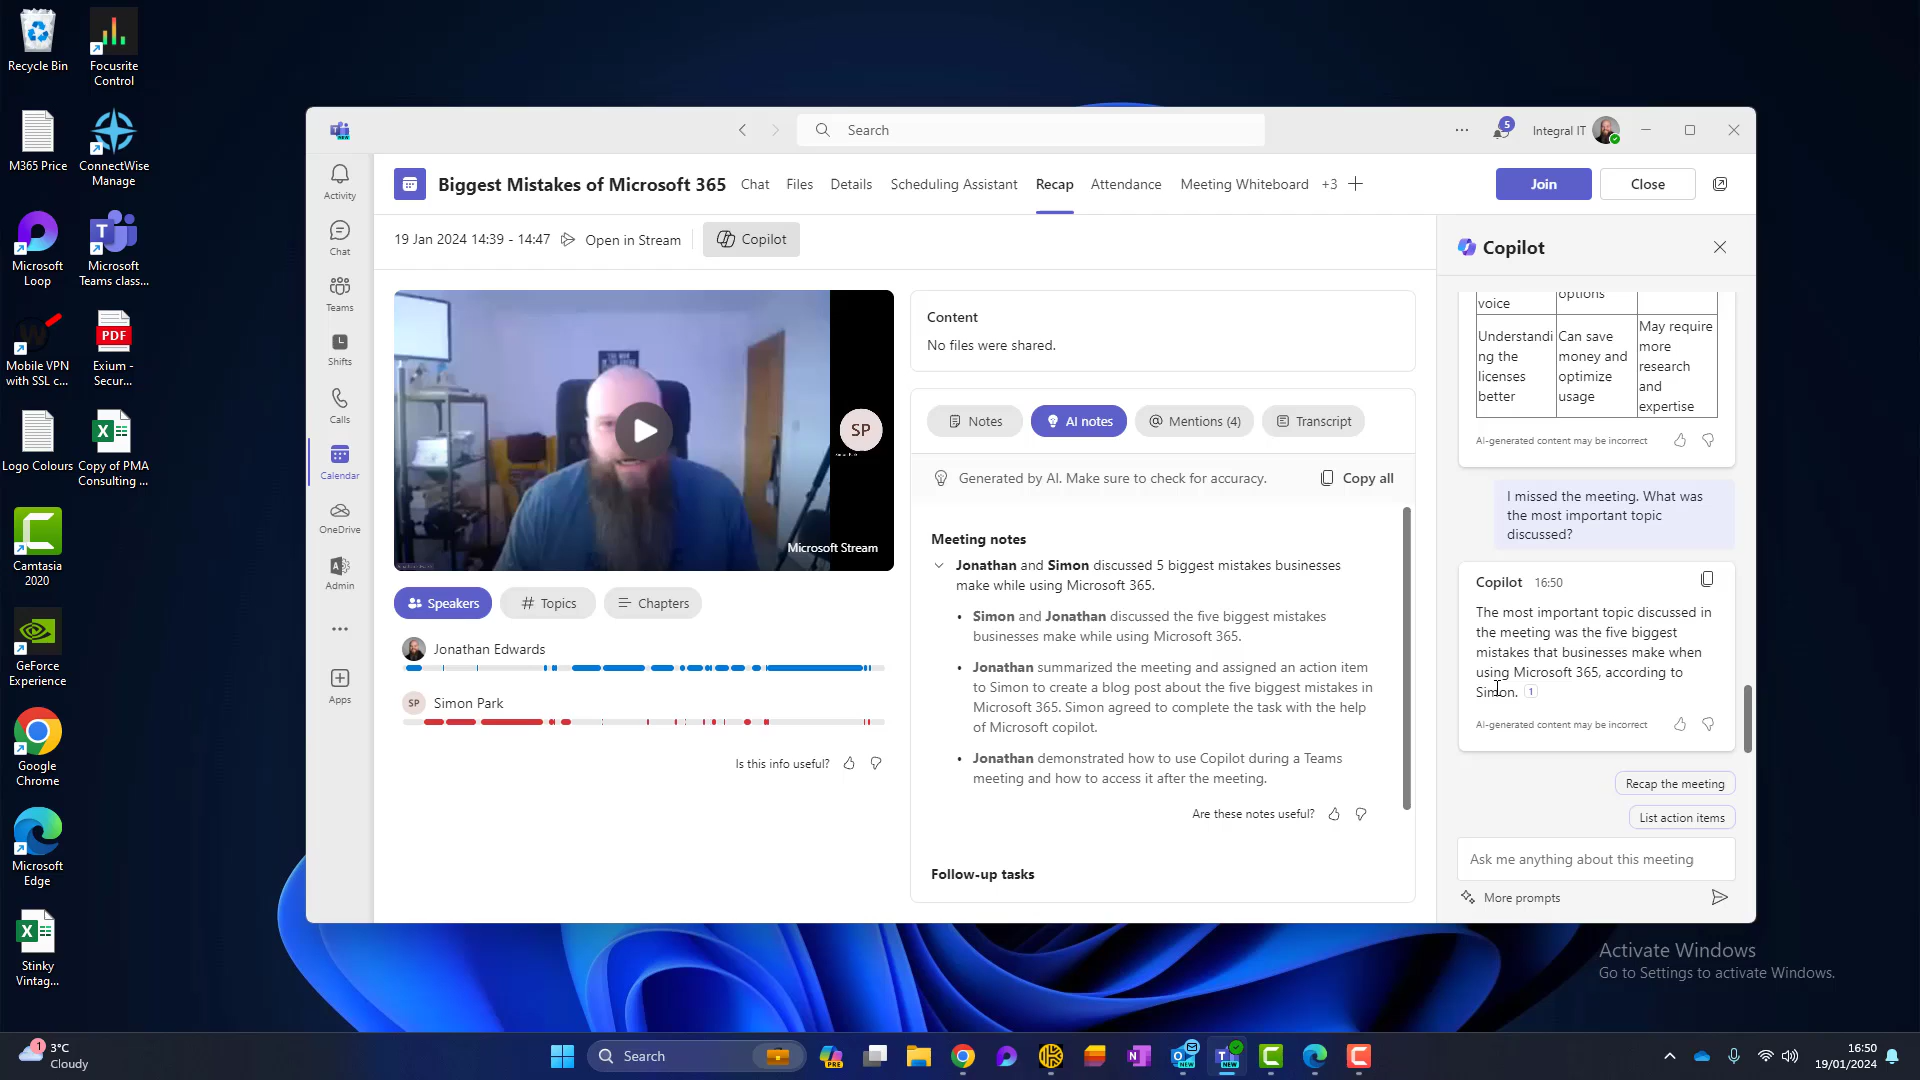 Recycle Bin
Focusrite
Control
M365 Price
ConnectWise
Manage
Microsoft
Loop
Microsoft
Teams class...
Mobile VPN
with SSL c...
PDF
Exium -
Secur...
Logo Colours
Copy of PMA
Consulting ...
Camtasia
2020
GeForce
Experience
Google
Chrome
Microsoft
Edge
Stinky
Vintag...
Search
5
Integral IT
Activity
Chat
Teams
Shifts
Calls
Calendar
OneDrive
Admin
Apps
Biggest Mistakes of Microsoft 365
Chat
Files
Details
Scheduling Assistant
Recap
Attendance
Meeting Whiteboard
+3
Join
Close
19 Jan 2024 14:39 - 14:47
Open in Stream
Copilot
SP
Microsoft Stream
Speakers
Topics
Chapters
Jonathan Edwards
SP
Simon Park
Is this info useful?
Content
No files were shared.
Notes
AI notes
Mentions (4)
Transcript
Generated by AI. Make sure to check for accuracy.
Copy all
Meeting notes
Jonathan and Simon discussed 5 biggest mistakes businesses
make while using Microsoft 365.
• Simon and Jonathan discussed the five biggest mistakes
businesses make while using Microsoft 365.
• Jonathan summarized the meeting and assigned an action item
to Simon to create a blog post about the five biggest mistakes in
Microsoft 365. Simon agreed to complete the task with the help
of Microsoft copilot.
• Jonathan demonstrated how to use Copilot during a Teams
meeting and how to access it after the meeting.
Are these notes useful?
Follow-up tasks
Copilot
voice
options
Understandi
ng the
licenses
better
Can save
money and
optimize
usage
May require
more
research
and
expertise
AI-generated content may be incorrect
I missed the meeting. What was
the most important topic
discussed?
Copilot 16:50
The most important topic discussed in
the meeting was the five biggest
mistakes that businesses make when
using Microsoft 365, according to
Simon. 1
AI-generated content may be incorrect
Recap the meeting
List action items
Ask me anything about this meeting
More prompts
Activate Windows
Go to Settings to activate Windows.
1
3°C
Cloudy
Search
PRE
NEW
NEW
16:50
19/01/2024